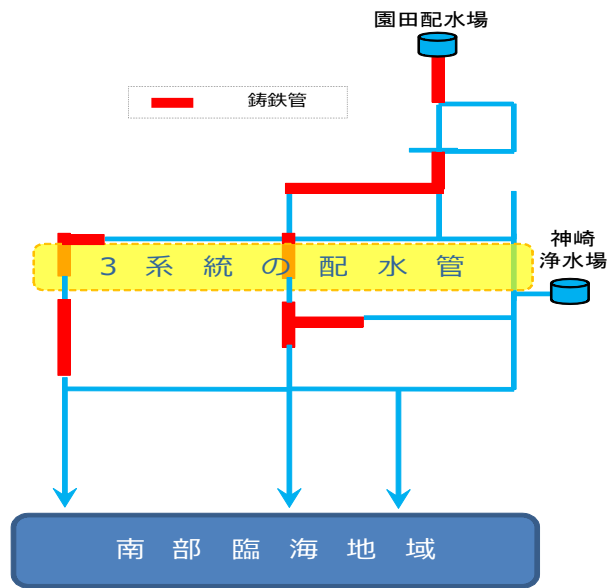 園田配水場
鋳鉄管
神崎
浄水場
3系統の配水管
南部臨海地域